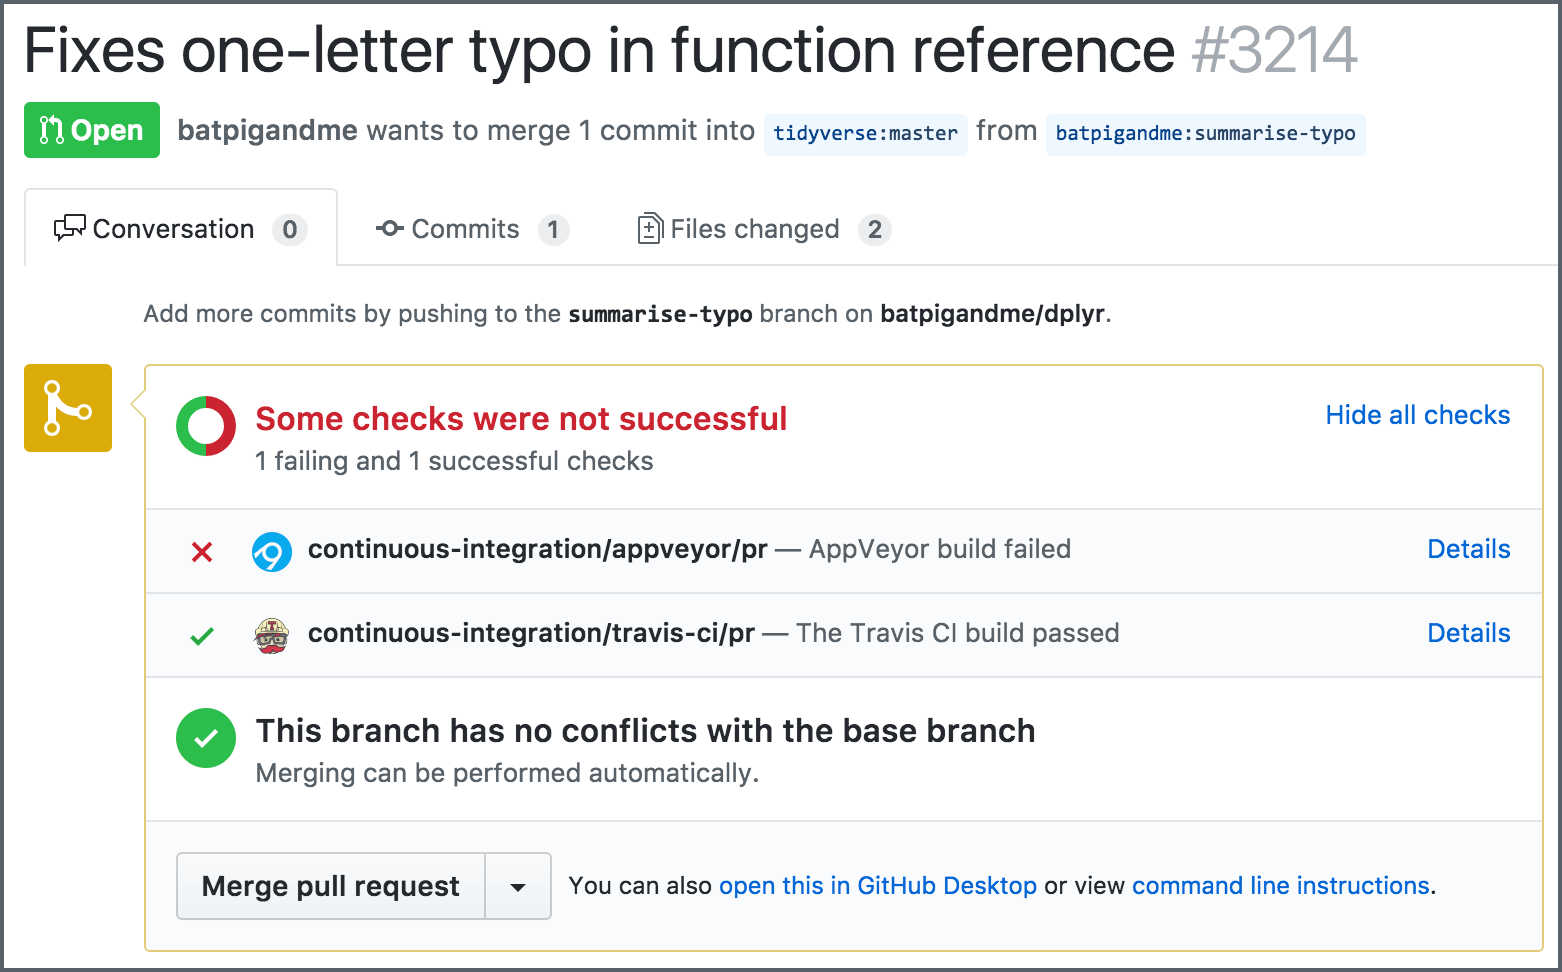 Fixes one-letter typo in function reference #3214
Open batpigandme wants to merge 1 commit into tidyverse:master from batpigandme:summarise-typo
Conversation 0 Commits 1 Files changed 2
Add more commits by pushing to the summarise-typo branch on batpigandme/dplyr.
Some checks were not successful Hide all checks
1 failing and 1 successful checks
continuous-integration/appveyor/pr — AppVeyor build failed Details
continuous-integration/travis-ci/pr — The Travis CI build passed Details
This branch has no conflicts with the base branch
Merging can be performed automatically.
Merge pull request You can also open this in GitHub Desktop or view command line instructions.